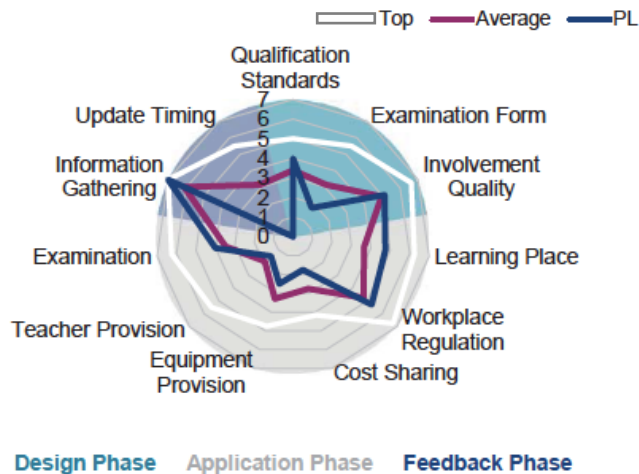 Top Average PL
Qualification
Standards
Update Timing
Examination Form
Information
Gathering
Involvement
Quality
Examination
Learning Place
Teacher Provision
Workplace
Regulation
Equipment
Provision
Cost Sharing
7
6
5
4
3
2
1
0
Design Phase Application Phase Feedback Phase